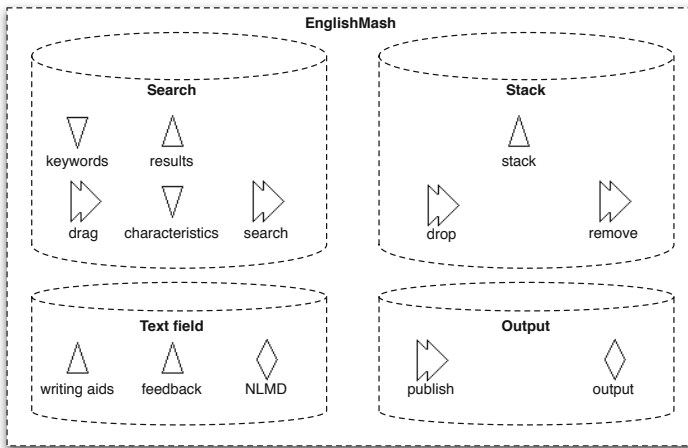 EnglishMash
Search
keywords
results
drag
characteristics
search
Stack
stack
drop
remove
Text field
writing aids
feedback
NLMD
Output
publish
output